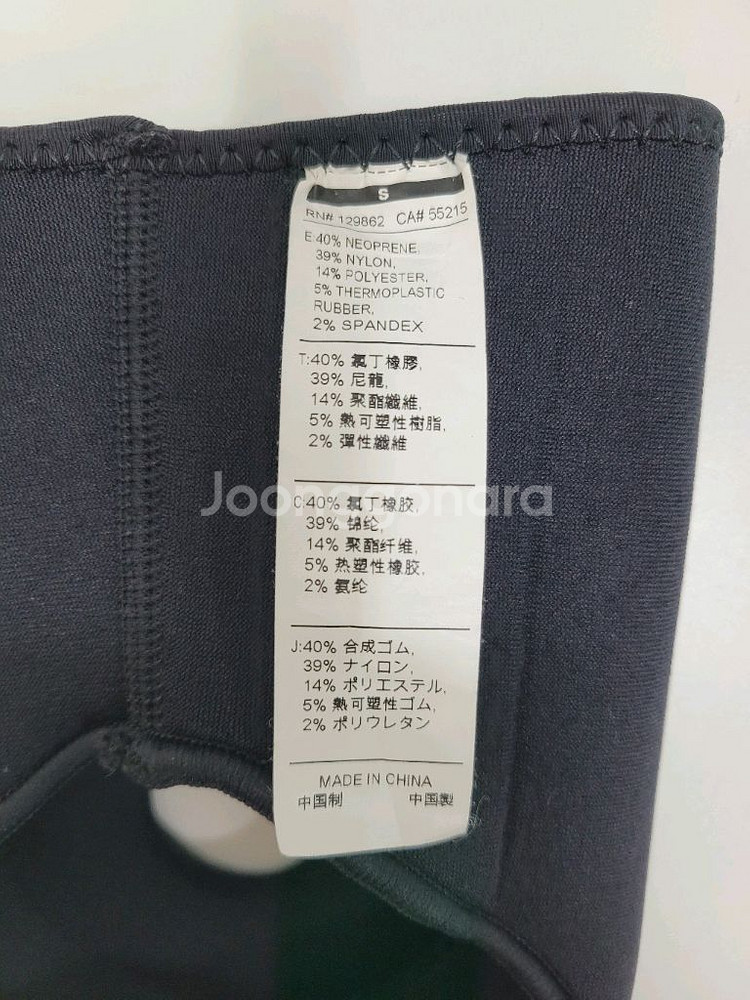 S
RN# 129862 CA# 55215
E:40% NEOPRENE,
39% NYLON,
14% POLYESTER,
5% THERMOPLASTIC
RUBBER,
2% SPANDEX
T:40% 氯丁橡膠,
39% 尼龍,
14% 聚酯纖維,
5% 熱可塑性樹脂,
2% 彈性纖維
Joonggonara
C:40% 氯丁橡胶,
39% 锦纶,
14% 聚酯纤维,
5% 热塑性橡胶,
2% 氨纶
J:40% 合成ゴム,
39% ナイロン,
14% ポリエステル,
5% 熱可塑性ゴム,
2% ポリウレタン
MADE IN CHINA
中国制 中国製